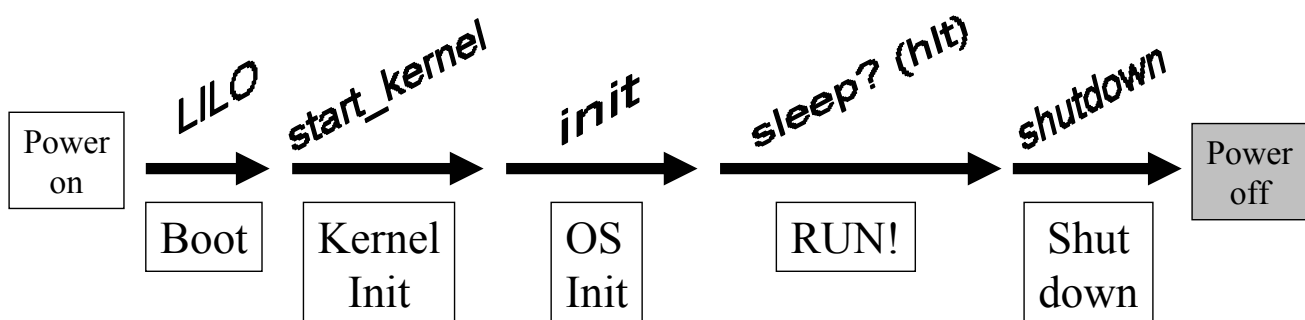 LILO
start_kernel
init
sleep? (hlt)
shutdown
Power
on
Power
off
Boot
Kernel
Init
OS
Init
RUN!
Shut
down